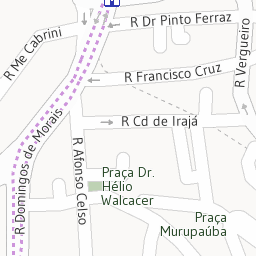 R Dr Pinto Ferraz
R Me Cabrini
R Francisco Cruz
R Vergueiro
R Cd de Irajá
R Domingos de Morais
R Afonso Celso
Praça Dr.
Hélio
Walcacer
Praça
Murupaúba